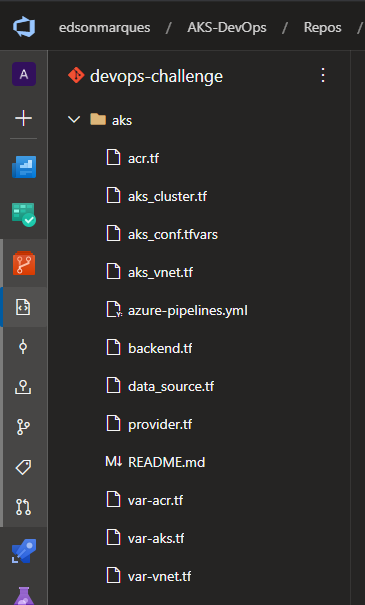 edsonmarques / AKS-DevOps / Repos /
A
devops-challenge
aks
acr.tf
aks_cluster.tf
aks_conf.tfvars
aks_vnet.tf
azure-pipelines.yml
backend.tf
data_source.tf
provider.tf
M↓ README.md
var-acr.tf
var-aks.tf
var-vnet.tf